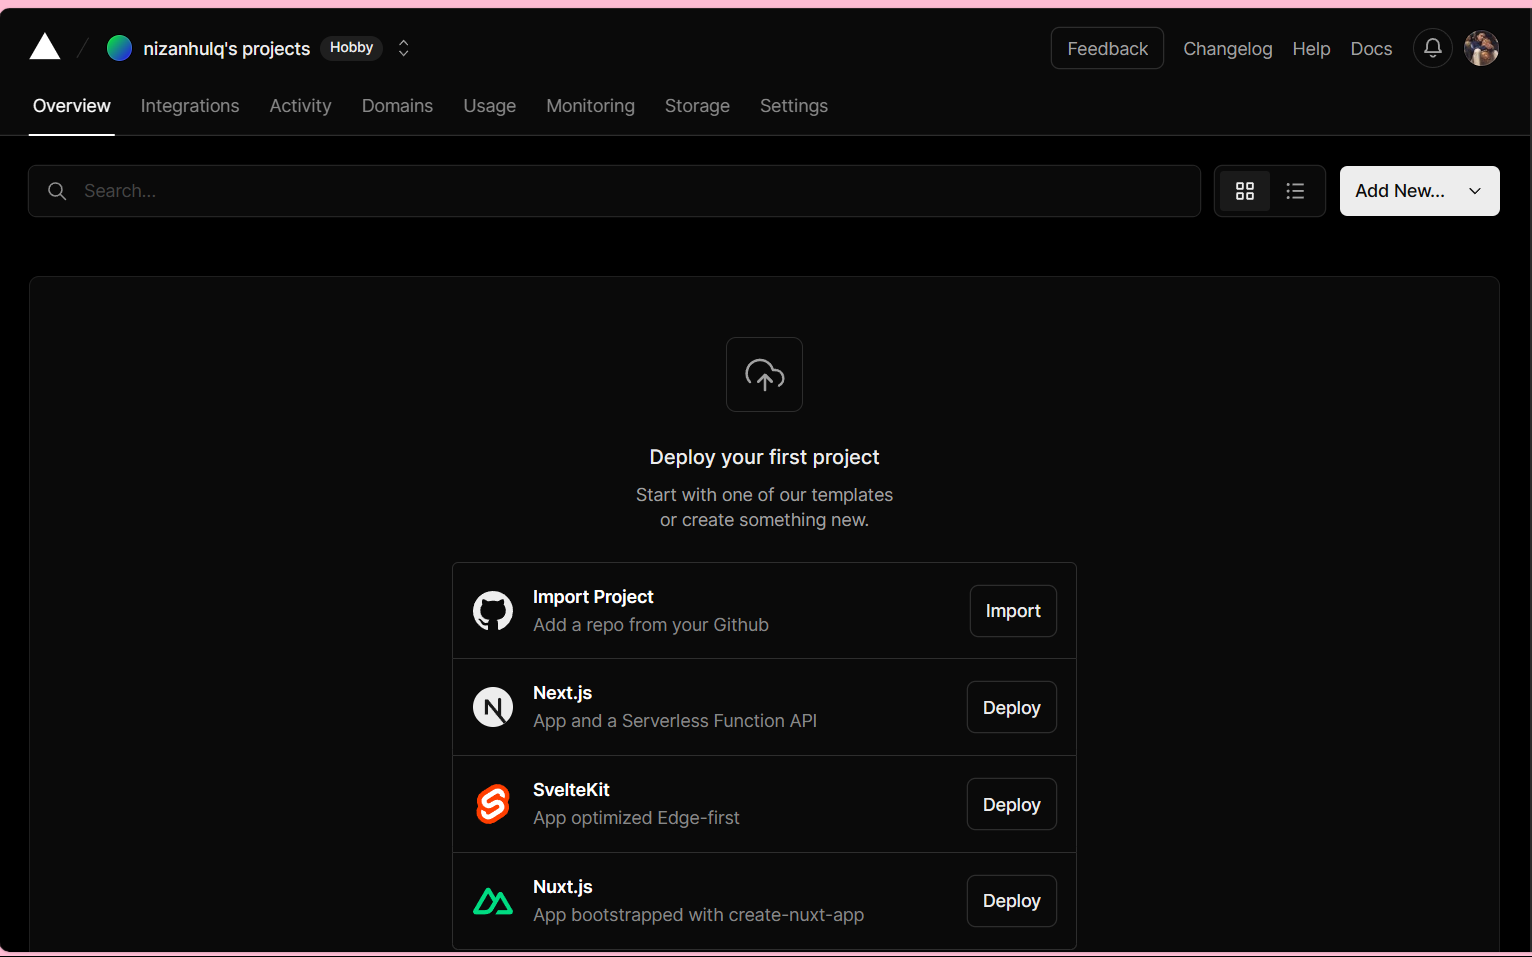 nizanhulq's projects Hobby
Feedback Changelog Help Docs
Overview Integrations Activity Domains Usage Monitoring Storage Settings
Search...
Add New...
Deploy your first project
Start with one of our templates
or create something new.
Import Project
Add a repo from your Github
Import
Next.js
App and a Serverless Function API
Deploy
SvelteKit
App optimized Edge-first
Deploy
Nuxt.js
App bootstrapped with create-nuxt-app
Deploy